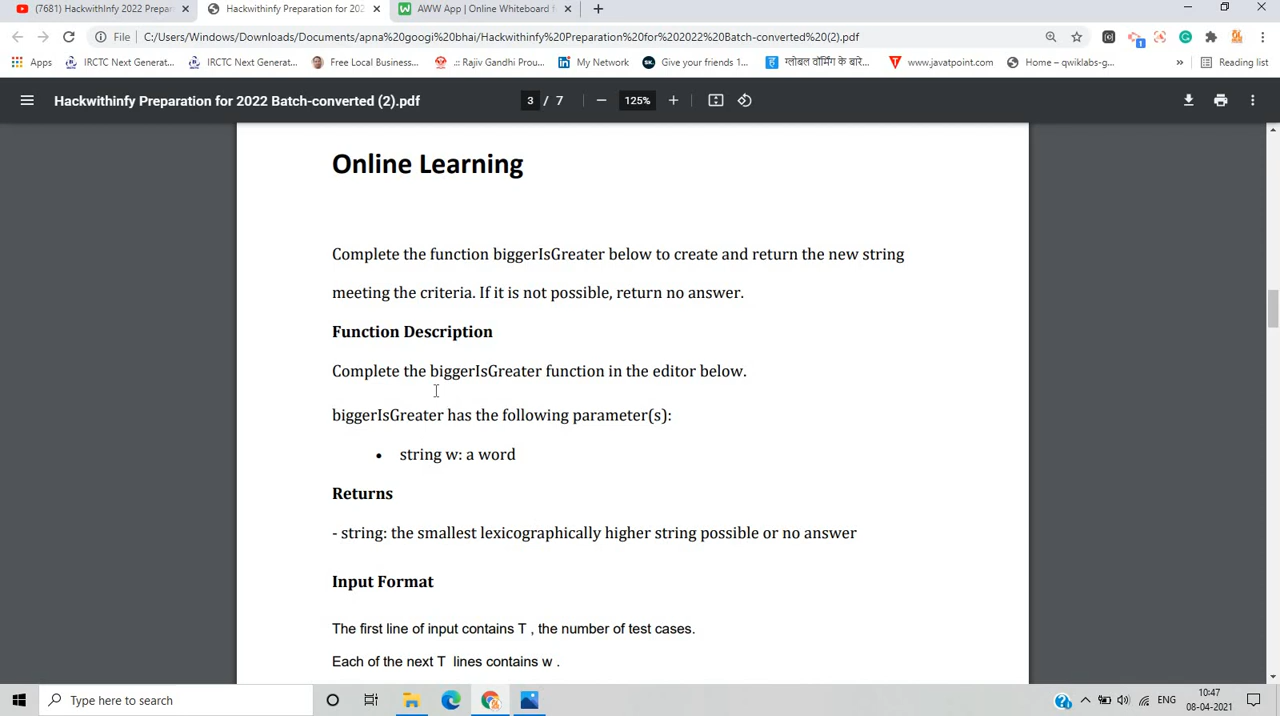 (7681) HackwithInfy 2022 Prepar
Hackwithinfy Preparation for 202
AWW App | Online Whiteboard f
File
C:/Users/Windows/Downloads/Documents/apna%20googi%20bhai/Hackwithinfy%20Preparation%20for%202022%20Batch-converted%20(2).pdf
Apps
IRCTC Next Generat...
IRCTC Next Generat...
Free Local Business...
.:: Rajiv Gandhi Prou...
My Network
Give your friends 1...
ग्लोबल वॉर्मिंग के बारे...
www.javatpoint.com
Home – qwiklabs-g...
»
Reading list
Hackwithinfy Preparation for 2022 Batch-converted (2).pdf
3 / 7
125%
Online Learning
Complete the function biggerIsGreater below to create and return the new string
meeting the criteria. If it is not possible, return no answer.
Function Description
Complete the biggerIsGreater function in the editor below.
biggerIsGreater has the following parameter(s):
• string w: a word
Returns
- string: the smallest lexicographically higher string possible or no answer
Input Format
The first line of input contains T , the number of test cases.
Each of the next T lines contains w .
Type here to search
ENG
10:47
08-04-2021